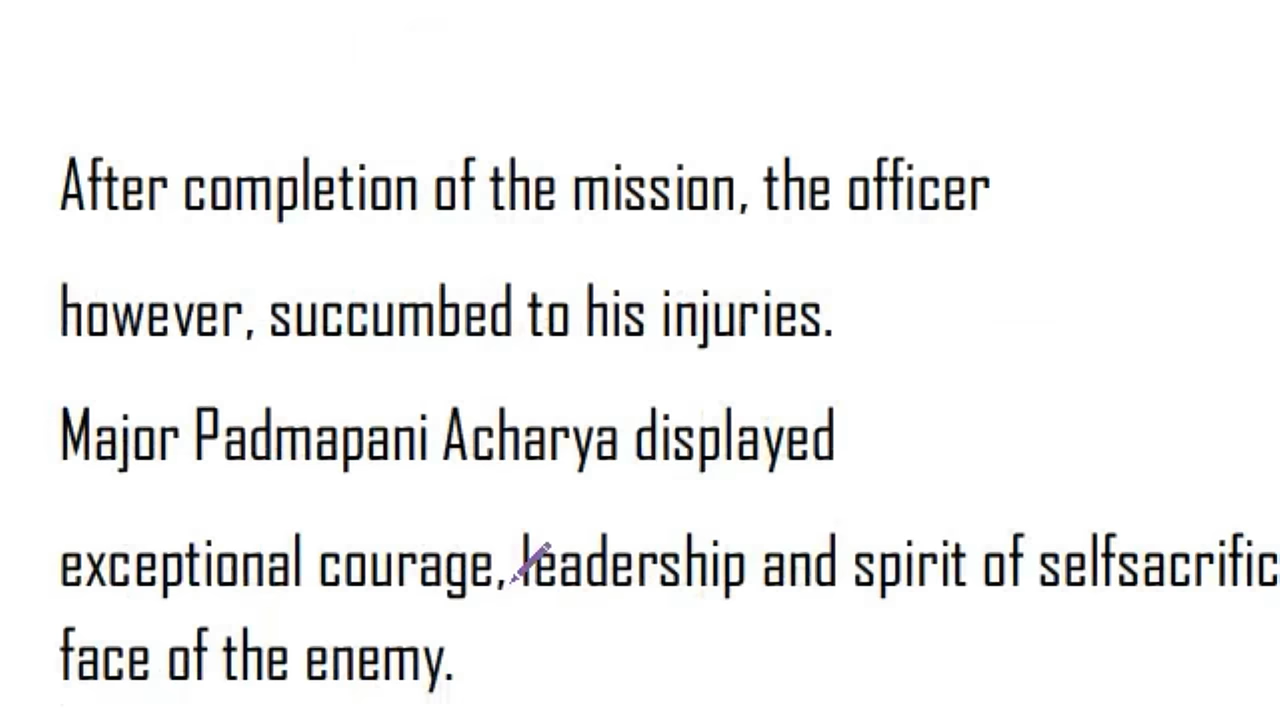 After completion of the mission, the officer
however, succumbed to his injuries.
Major Padmapani Acharya displayed
exceptional courage, leadership and spirit of selfsacrific
face of the enemy.